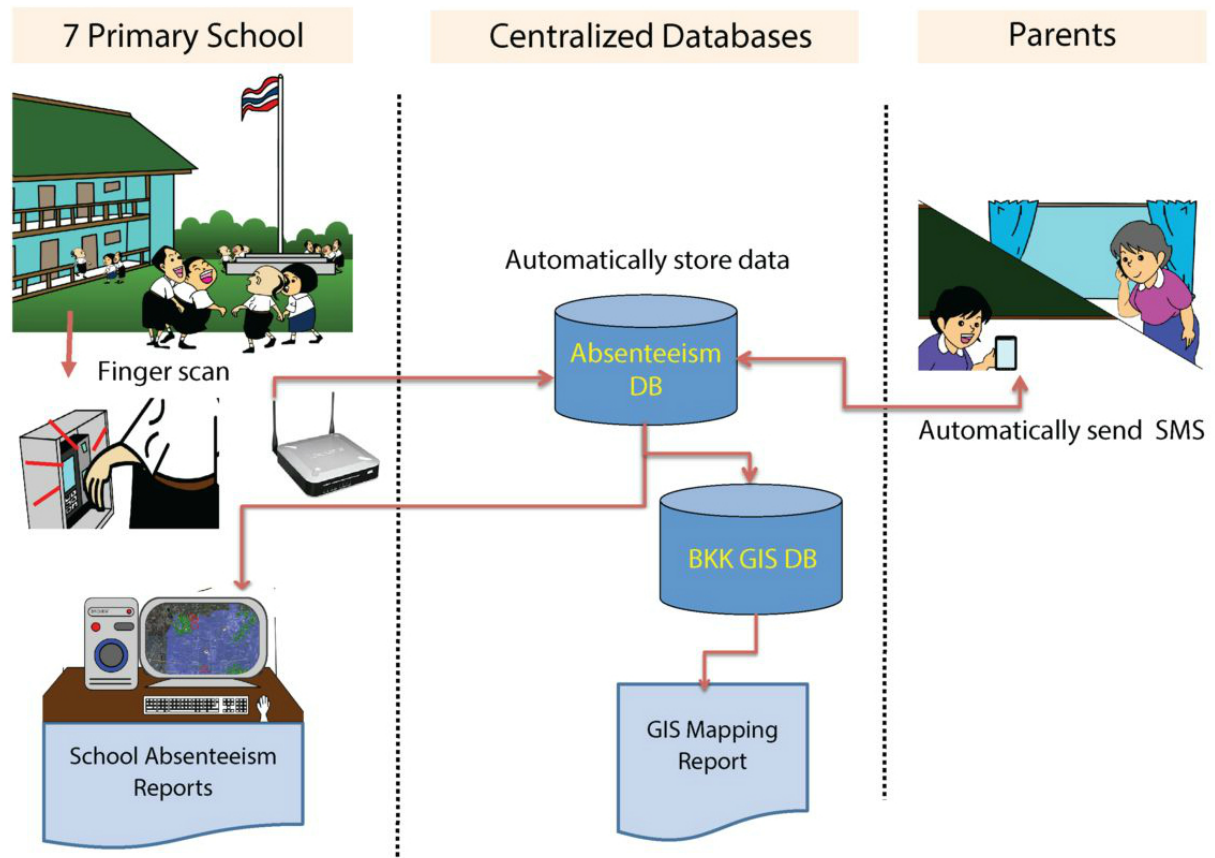 7 Primary School
Centralized Databases
Parents
Automatically store data
Finger scan
Absenteeism
DB
Automatically send SMS
BKK GIS DB
School Absenteeism
Reports
GIS Mapping
Report